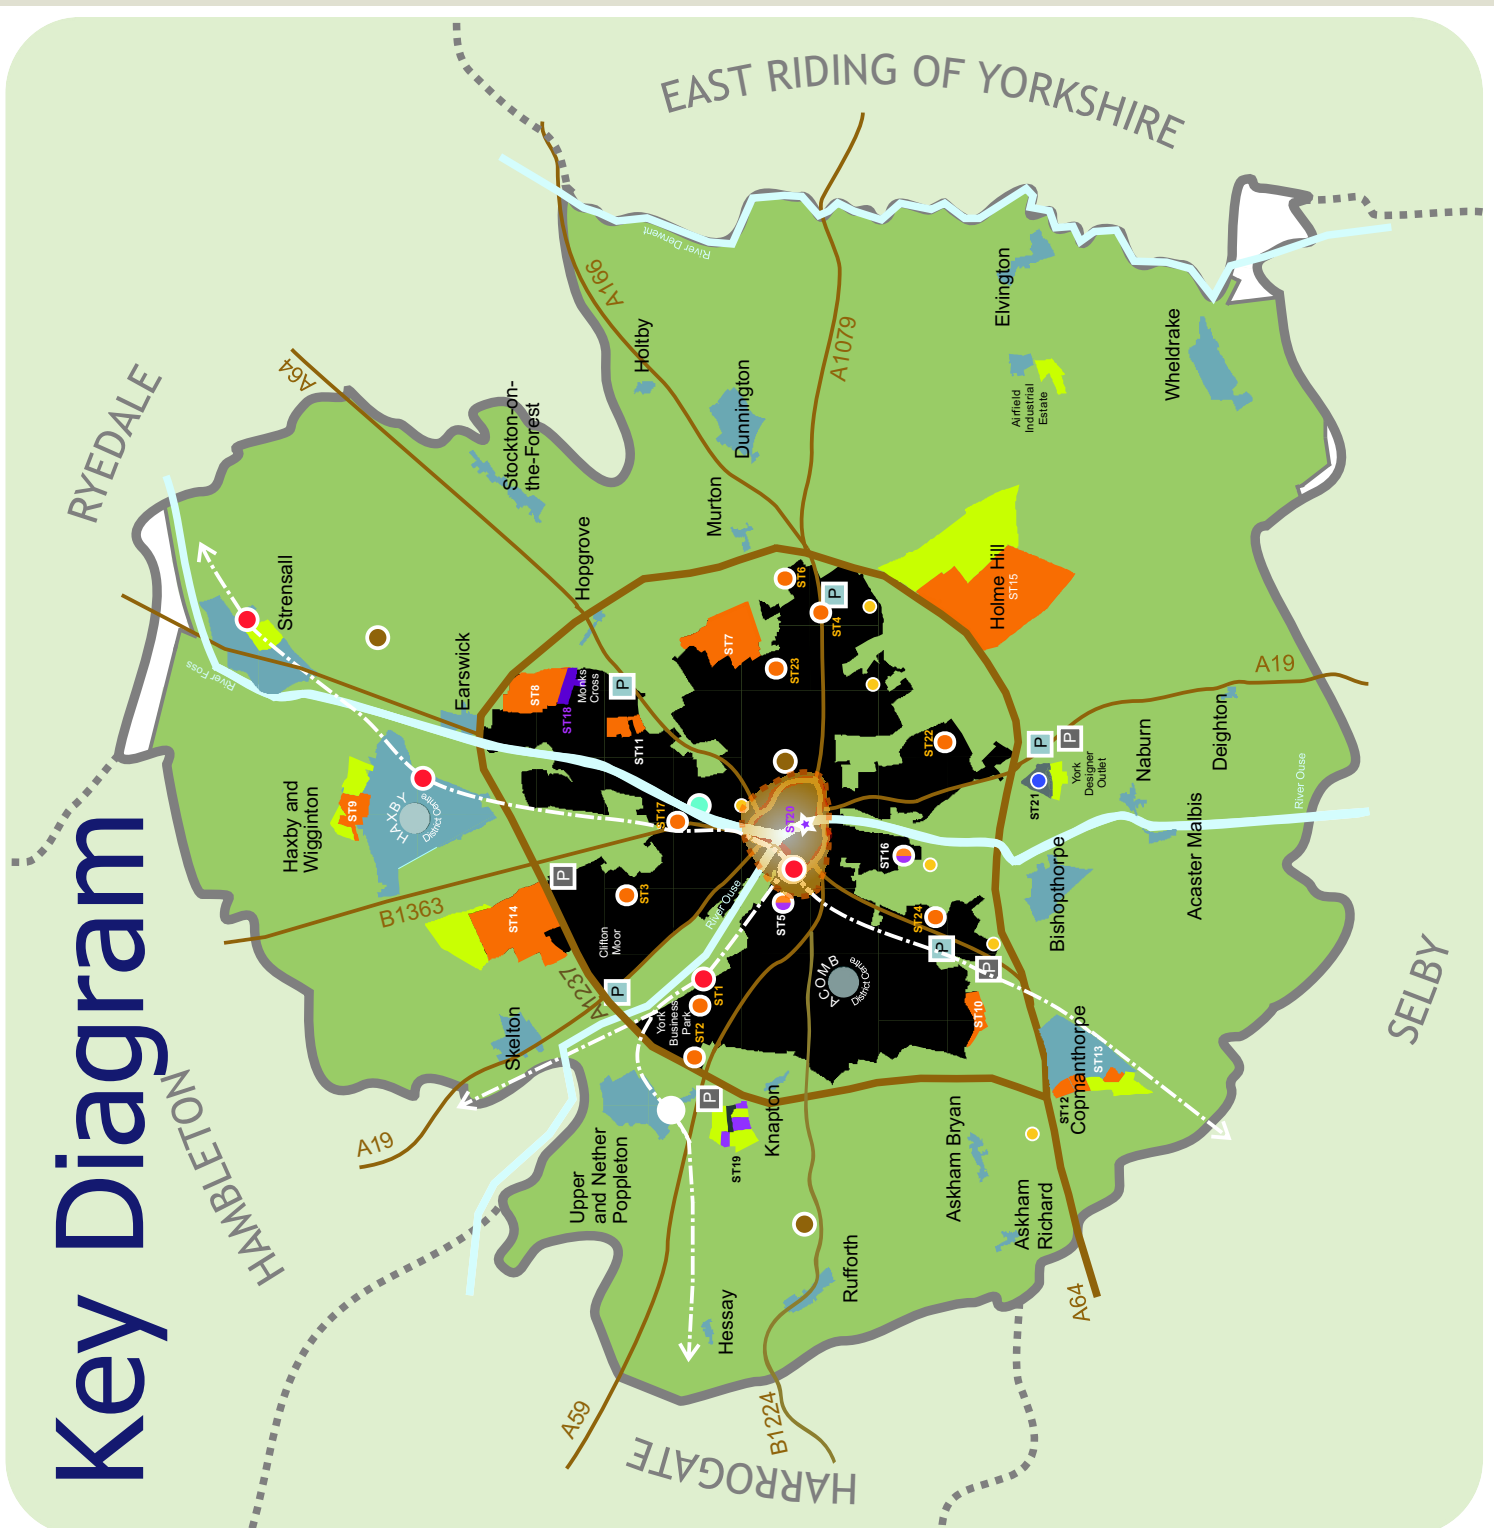 Key Diagram
EAST RIDING OF YORKSHIRE
RYEDALE
HAMBLETON
HARROGATE
SELBY
A64
A166
A1079
A19
B1363
A1237
A19
A59
B1224
A64
River Derwent
River Foss
River Ouse
River Ouse
Strensall
Stockton-on-
the-Forest
Holtby
Dunnington
Murton
Hopgrove
Earswick
Haxby and
Wigginton
HAXBY
District Centre
Skelton
Upper
and Nether
Poppleton
Hessay
Rufforth
Knapton
Askham Bryan
Askham
Richard
Copmanthorpe
Bishopthorpe
Acaster Malbis
Naburn
Deighton
Wheldrake
Elvington
Airfield
Industrial
Estate
Holme Hill
ST15
York
Designer
Outlet
Monks
Cross
Clifton
Moor
York
Business
Park
ACOMB
District Centre
ST1
ST2
ST3
ST4
ST5
ST6
ST7
ST8
ST9
ST10
ST11
ST12
ST13
ST14
ST16
ST17
ST18
ST19
ST20
ST21
ST22
ST23
ST24
P
P
P
P
P
P
P
P
P